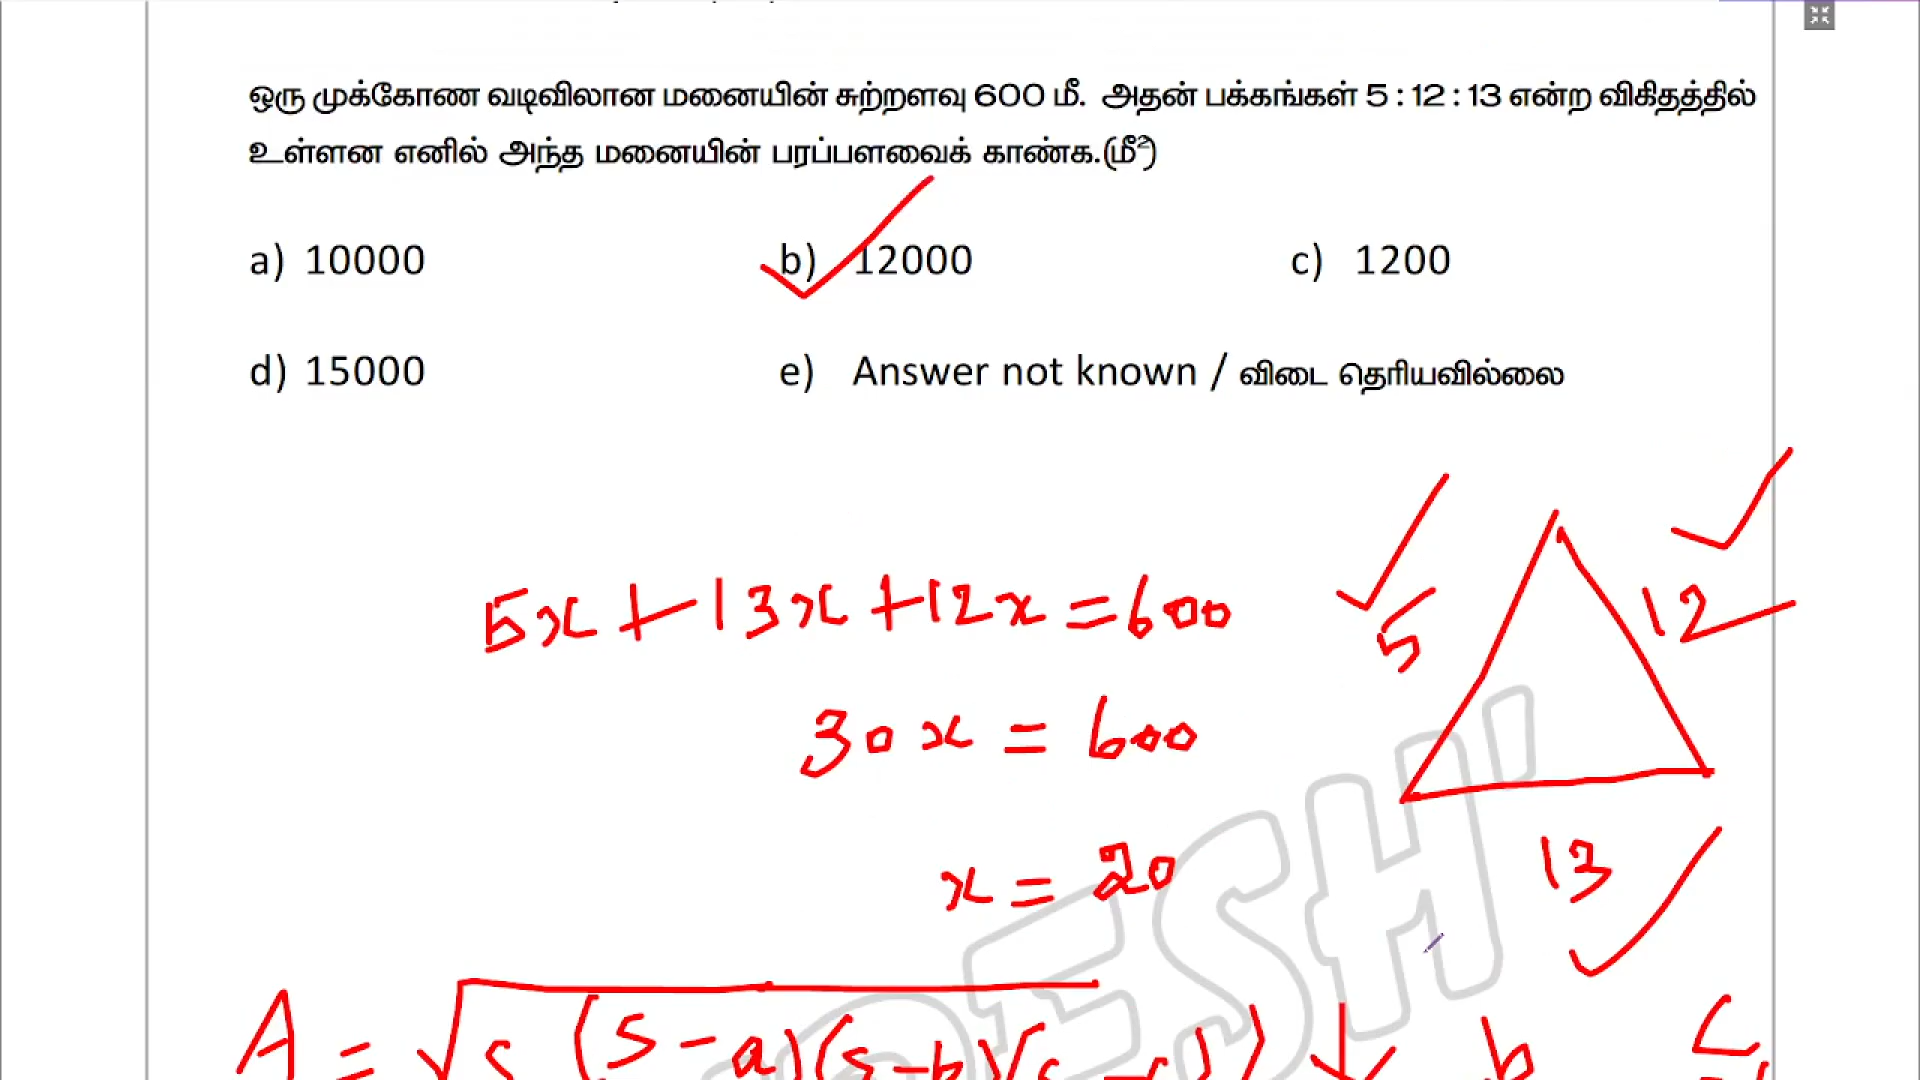 ஒரு முக்கோண வடிவிலான மனையின் சுற்றளவு 600 மீ. அதன் பக்கங்கள் 5 : 12 : 13 என்ற விகிதத்தில்
உள்ளன எனில் அந்த மனையின் பரப்பளவைக் காண்க.(மீ²)
a) 10000 b) 12000 c) 1200
d) 15000 e) Answer not known / விடை தெரியவில்லை
5x + 13x + 12x = 600
5
12
30x = 600
13
x = 20
A = √s(s-a)(s-b)(s-c)
b